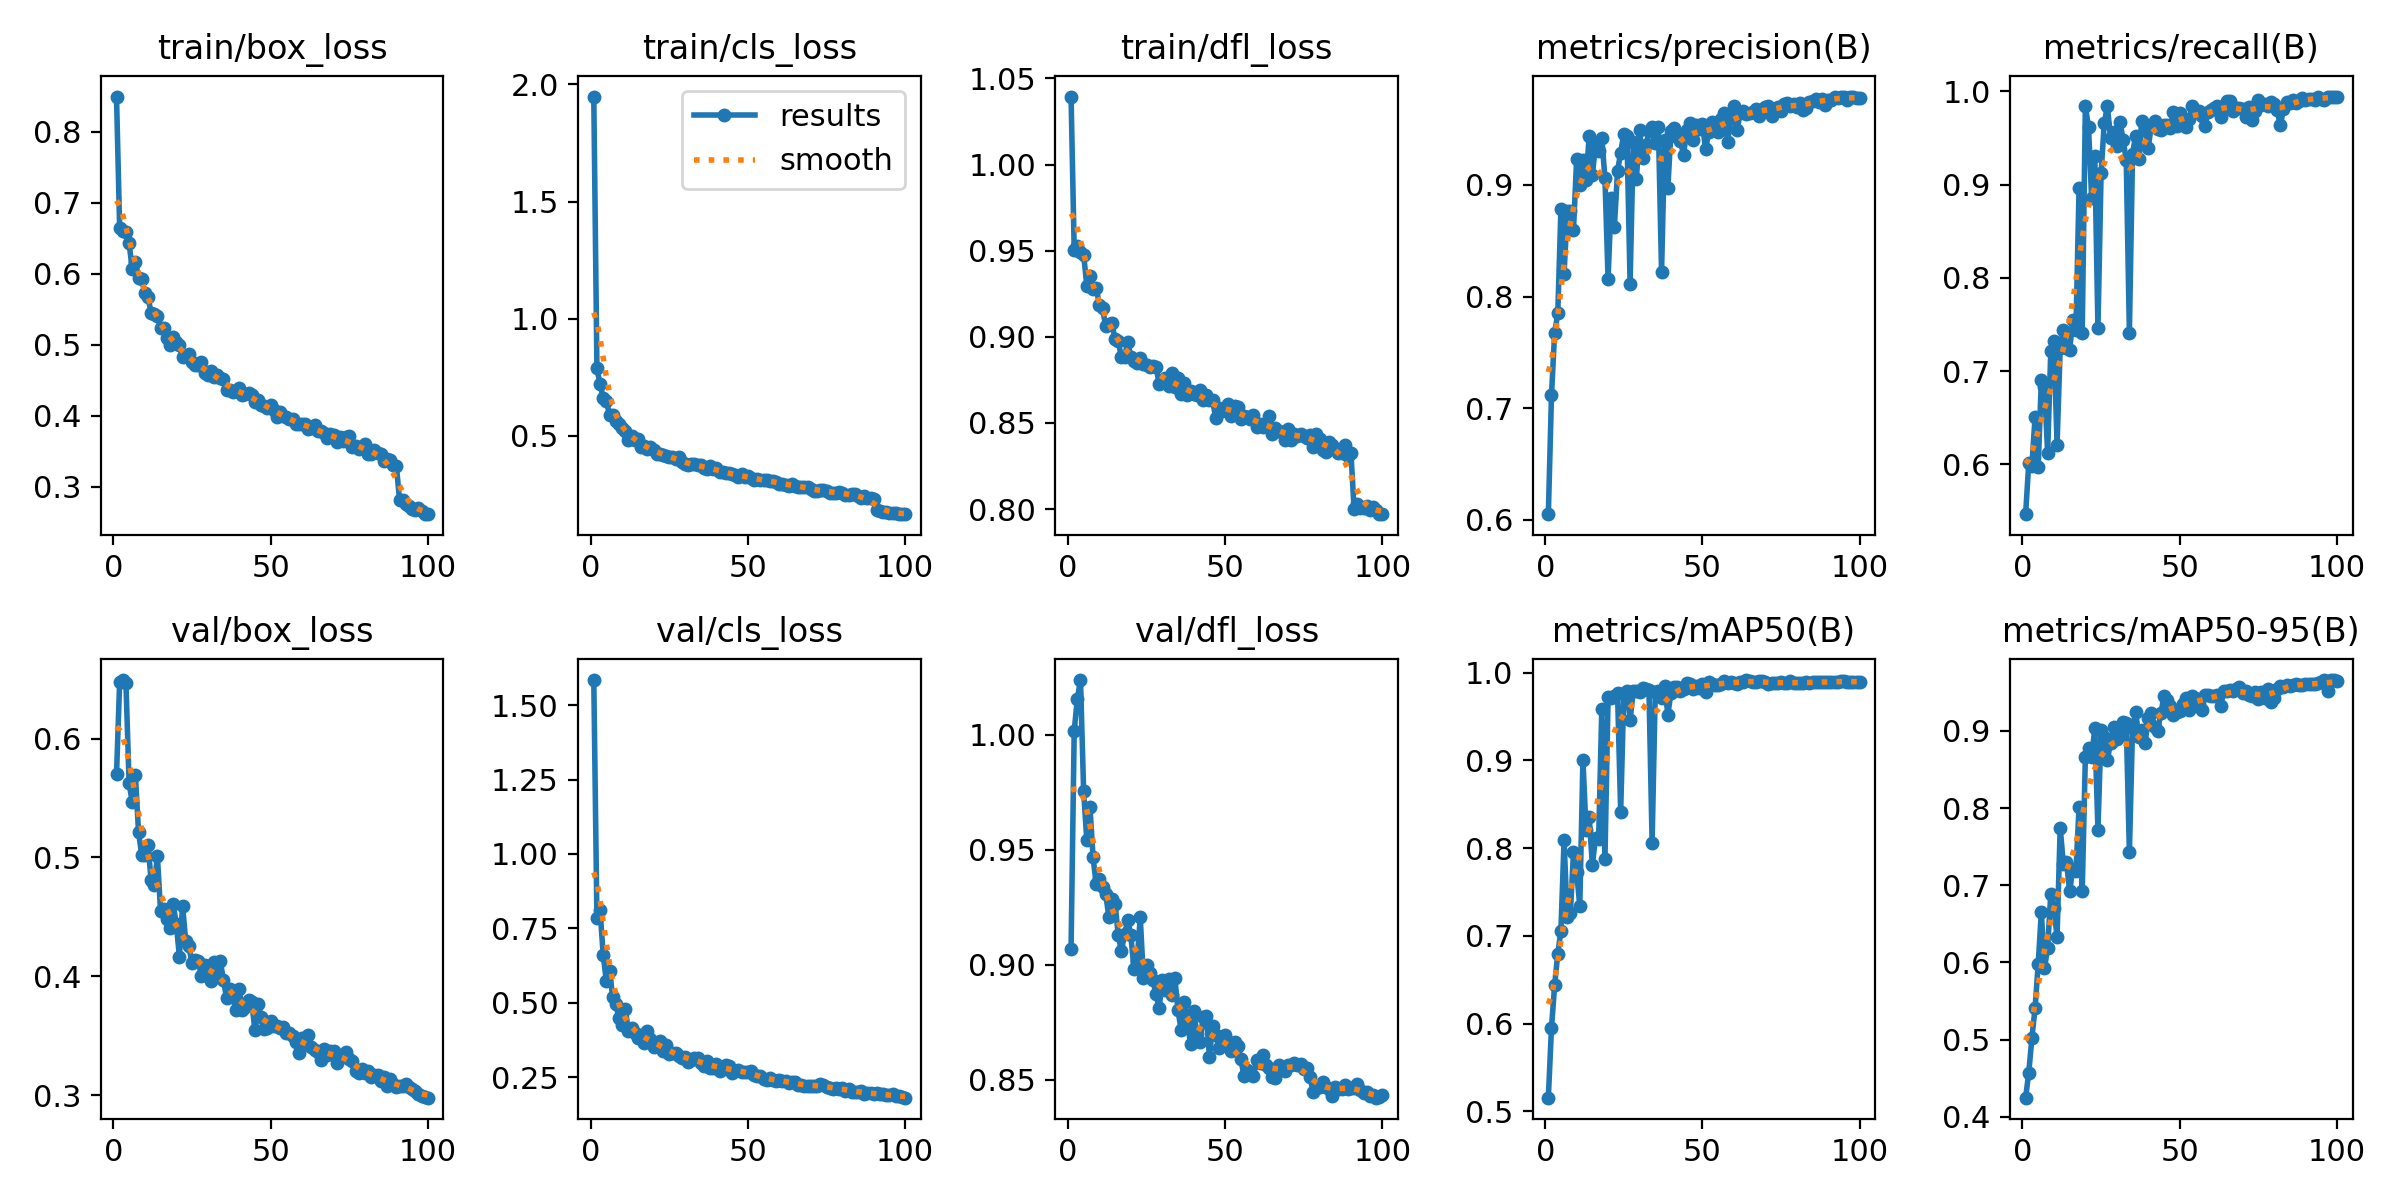 train/box_loss
0.8
0.7
0.6
0.5
0.4
0.3
0 50 100
train/cls_loss
2.0
1.5
1.0
0.5
0 50 100
results
smooth
train/dfl_loss
1.05
1.00
0.95
0.90
0.85
0.80
0 50 100
metrics/precision(B)
0.9
0.8
0.7
0.6
0 50 100
metrics/recall(B)
1.0
0.9
0.8
0.7
0.6
0 50 100
val/box_loss
0.6
0.5
0.4
0.3
0 50 100
val/cls_loss
1.50
1.25
1.00
0.75
0.50
0.25
0 50 100
val/dfl_loss
1.00
0.95
0.90
0.85
0 50 100
metrics/mAP50(B)
1.0
0.9
0.8
0.7
0.6
0.5
0 50 100
metrics/mAP50-95(B)
0.9
0.8
0.7
0.6
0.5
0.4
0 50 100